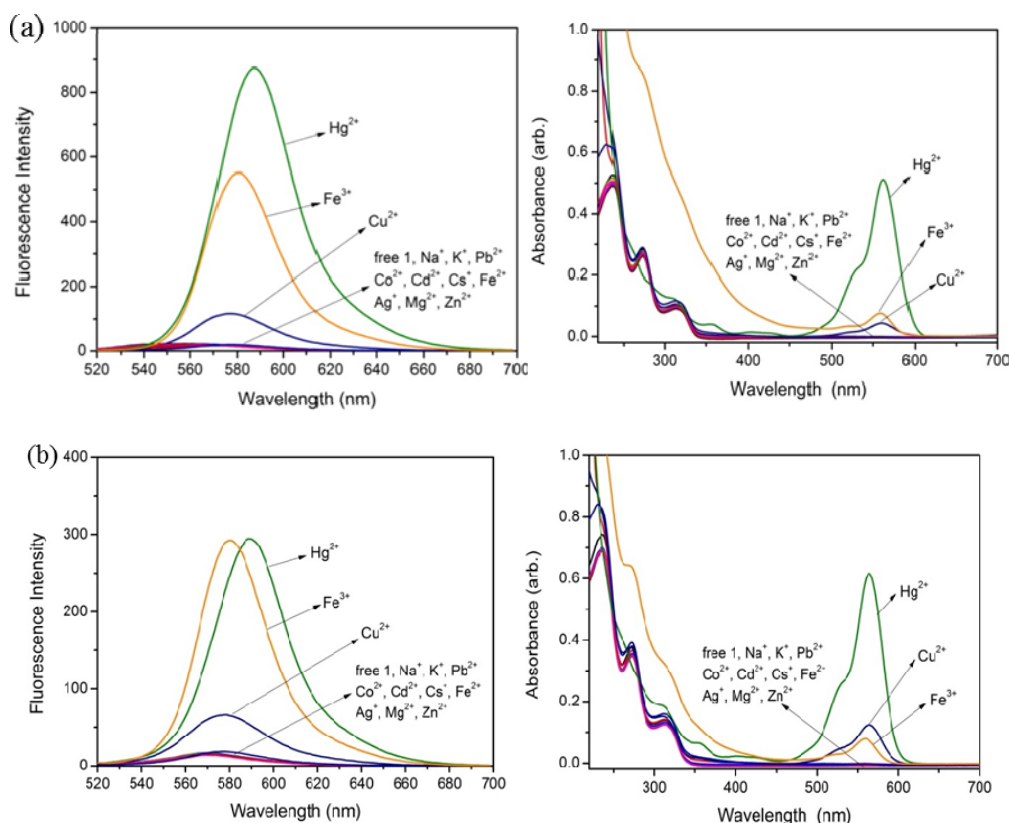 (a)
1000
800
600
400
200
0
Fluorescence Intensity
Hg²⁺
Fe³⁺
Cu²⁺
free 1, Na⁺, K⁺, Pb²⁺
Co²⁺, Cd²⁺, Cs⁺, Fe²⁺
Ag⁺, Mg²⁺, Zn²⁺
520 540 560 580 600 620 640 660 680 700
Wavelength (nm)
1.0
0.8
0.6
0.4
0.2
0.0
Absorbance (arb.)
Hg²⁺
free 1, Na⁺, K⁺, Pb²⁺
Co²⁺, Cd²⁺, Cs⁺, Fe²⁺
Ag⁺, Mg²⁺, Zn²⁺
Fe³⁺
Cu²⁺
300 400 500 600 700
Wavelength (nm)
(b)
400
300
200
100
0
Fluorescence Intensity
Hg²⁺
Fe³⁺
Cu²⁺
free 1, Na⁺, K⁺, Pb²⁺
Co²⁺, Cd²⁺, Cs⁺, Fe²⁺
Ag⁺, Mg²⁺, Zn²⁺
520 540 560 580 600 620 640 660 680 700
Wavelength (nm)
1.0
0.8
0.6
0.4
0.2
0.0
Absorbance (arb.)
Hg²⁺
free 1, Na⁺, K⁺, Pb²⁺
Co²⁺, Cd²⁺, Cs⁺, Fe²⁻
Ag⁺, Mg²⁺, Zn²⁺
Cu²⁺
Fe³⁺
300 400 500 600 700
Wavelength (nm)